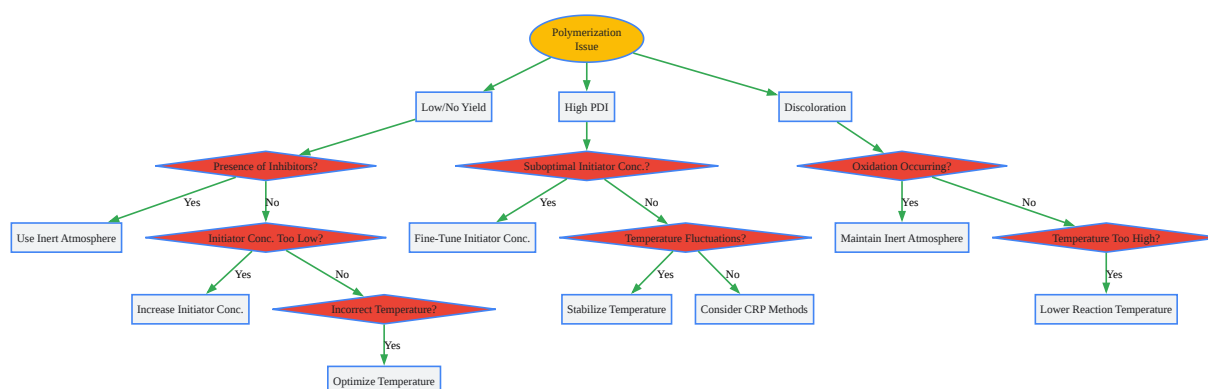 Polymerization
Issue
Low/No Yield
High PDI
Discoloration
Presence of Inhibitors?
Suboptimal Initiator Conc.?
Oxidation Occurring?
Yes
No
Yes
No
Yes
No
Use Inert Atmosphere
Initiator Conc. Too Low?
Fine-Tune Initiator Conc.
Temperature Fluctuations?
Maintain Inert Atmosphere
Temperature Too High?
Yes
No
Yes
No
Yes
Increase Initiator Conc.
Incorrect Temperature?
Stabilize Temperature
Consider CRP Methods
Lower Reaction Temperature
Yes
Optimize Temperature